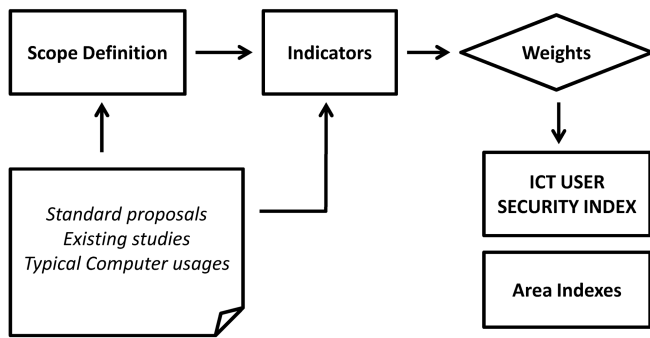 Scope Definition
Indicators
Weights
Standard proposals
Existing studies
Typical Computer usages
ICT USER
SECURITY INDEX
Area Indexes